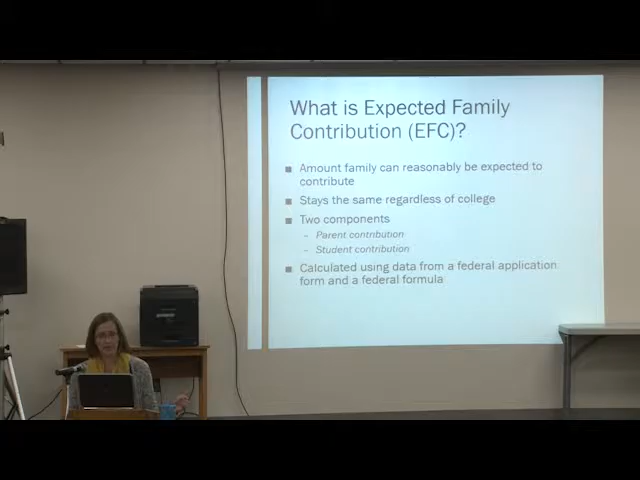 What is Expected Family
Contribution (EFC)?
■ Amount family can reasonably be expected to
contribute
■ Stays the same regardless of college
■ Two components
– Parent contribution
– Student contribution
■ Calculated using data from a federal application
form and a federal formula